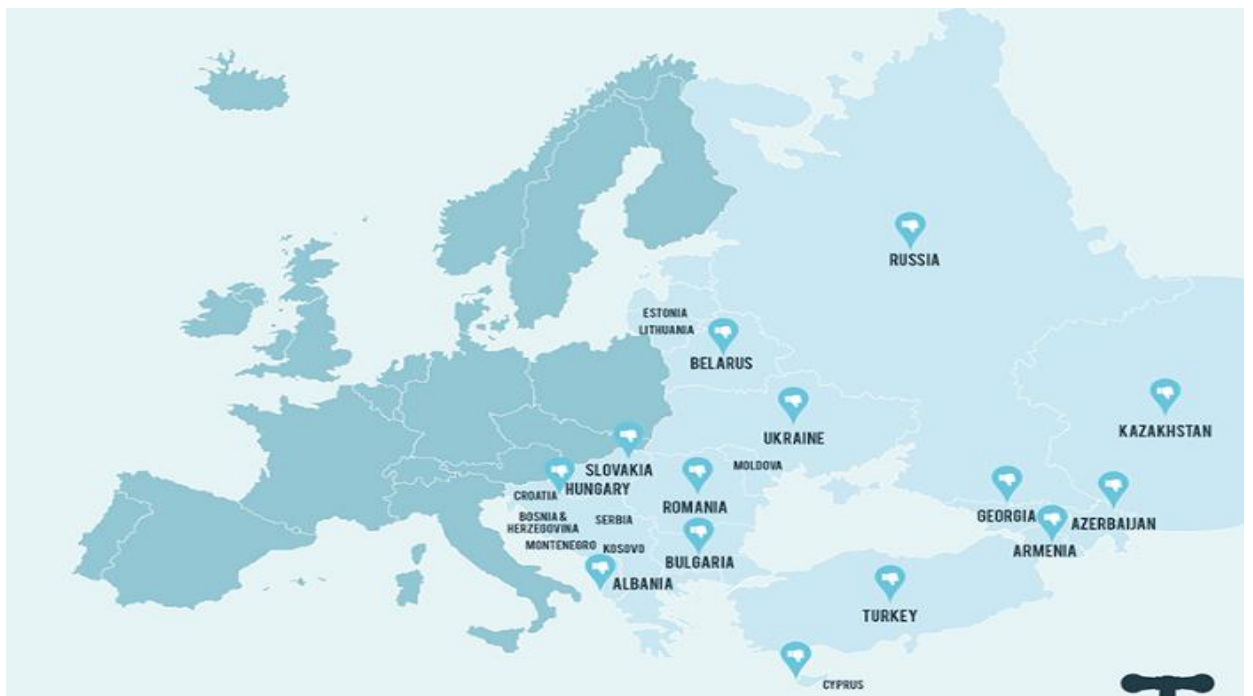 RUSSIA
ESTONIA
LITHUANIA
BELARUS
KAZAKHSTAN
UKRAINE
SLOVAKIA
MOLDOVA
HUNGARY
CROATIA
ROMANIA
BOSNIA &
HERZEGOVINA
SERBIA
GEORGIA
AZERBAIJAN
MONTENEGRO
KOSOVO
ARMENIA
BULGARIA
ALBANIA
TURKEY
CYPRUS